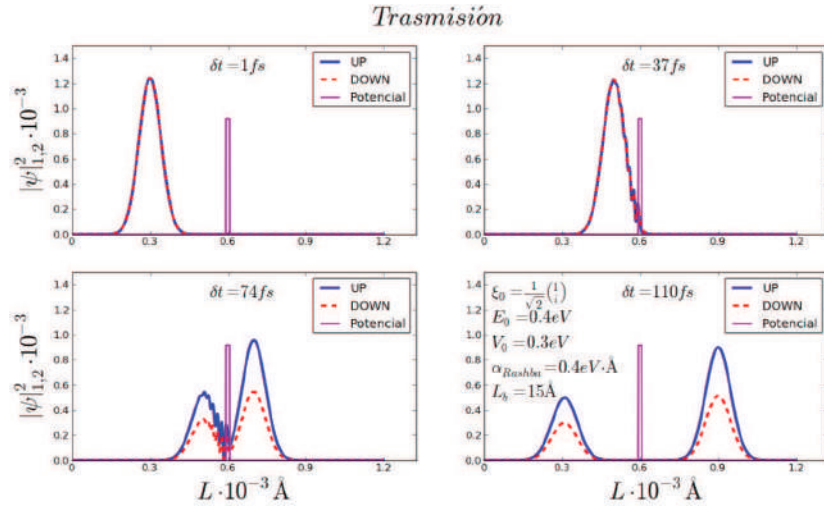 Trasmisión
1.4
1.2
1.0
0.8
0.6
0.4
0.2
0.0
|ψ|²₁,₂ · 10⁻³
δt = 1fs
UP
DOWN
Potencial
0 0.3 0.6 0.9 1.2
1.4
1.2
1.0
0.8
0.6
0.4
0.2
0.0
δt = 37fs
UP
DOWN
Potencial
0 0.3 0.6 0.9 1.2
1.4
1.2
1.0
0.8
0.6
0.4
0.2
0.0
|ψ|²₁,₂ · 10⁻³
δt = 74fs
UP
DOWN
Potencial
0 0.3 0.6 0.9 1.2
L · 10⁻³ Å
1.4
1.2
1.0
0.8
0.6
0.4
0.2
0.0
ξ₀ = 1/√2 (1 i)
E₀ = 0.4eV
V₀ = 0.3eV
α_Rashba = 0.4eV·Å
L_b = 15Å
δt = 110fs
UP
DOWN
Potencial
0 0.3 0.6 0.9 1.2
L · 10⁻³ Å